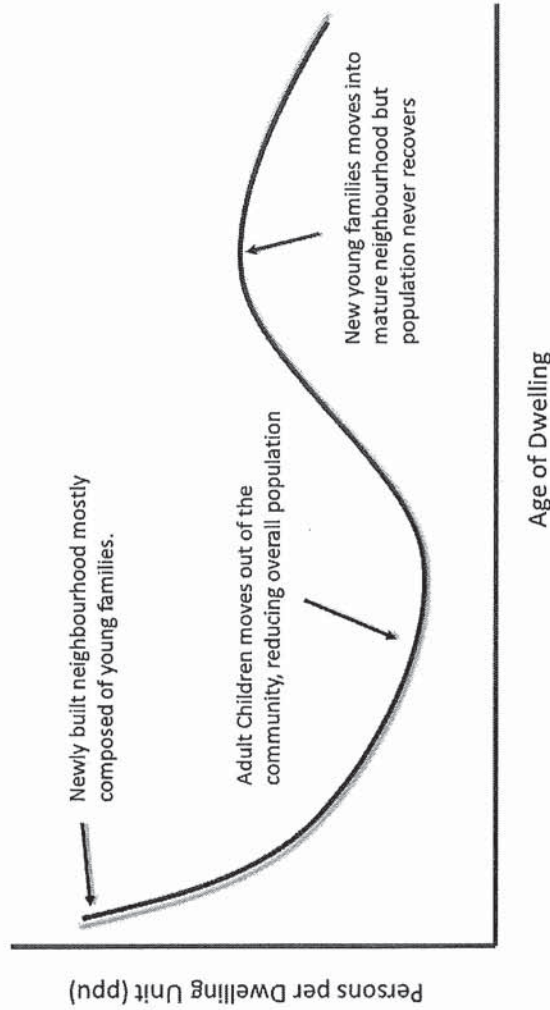 Newly built neighbourhood mostly
composed of young families.
Adult Children moves out of the
community, reducing overall population
New young families moves into
mature neighbourhood but
population never recovers
Persons per Dwelling Unit (ppu)
Age of Dwelling